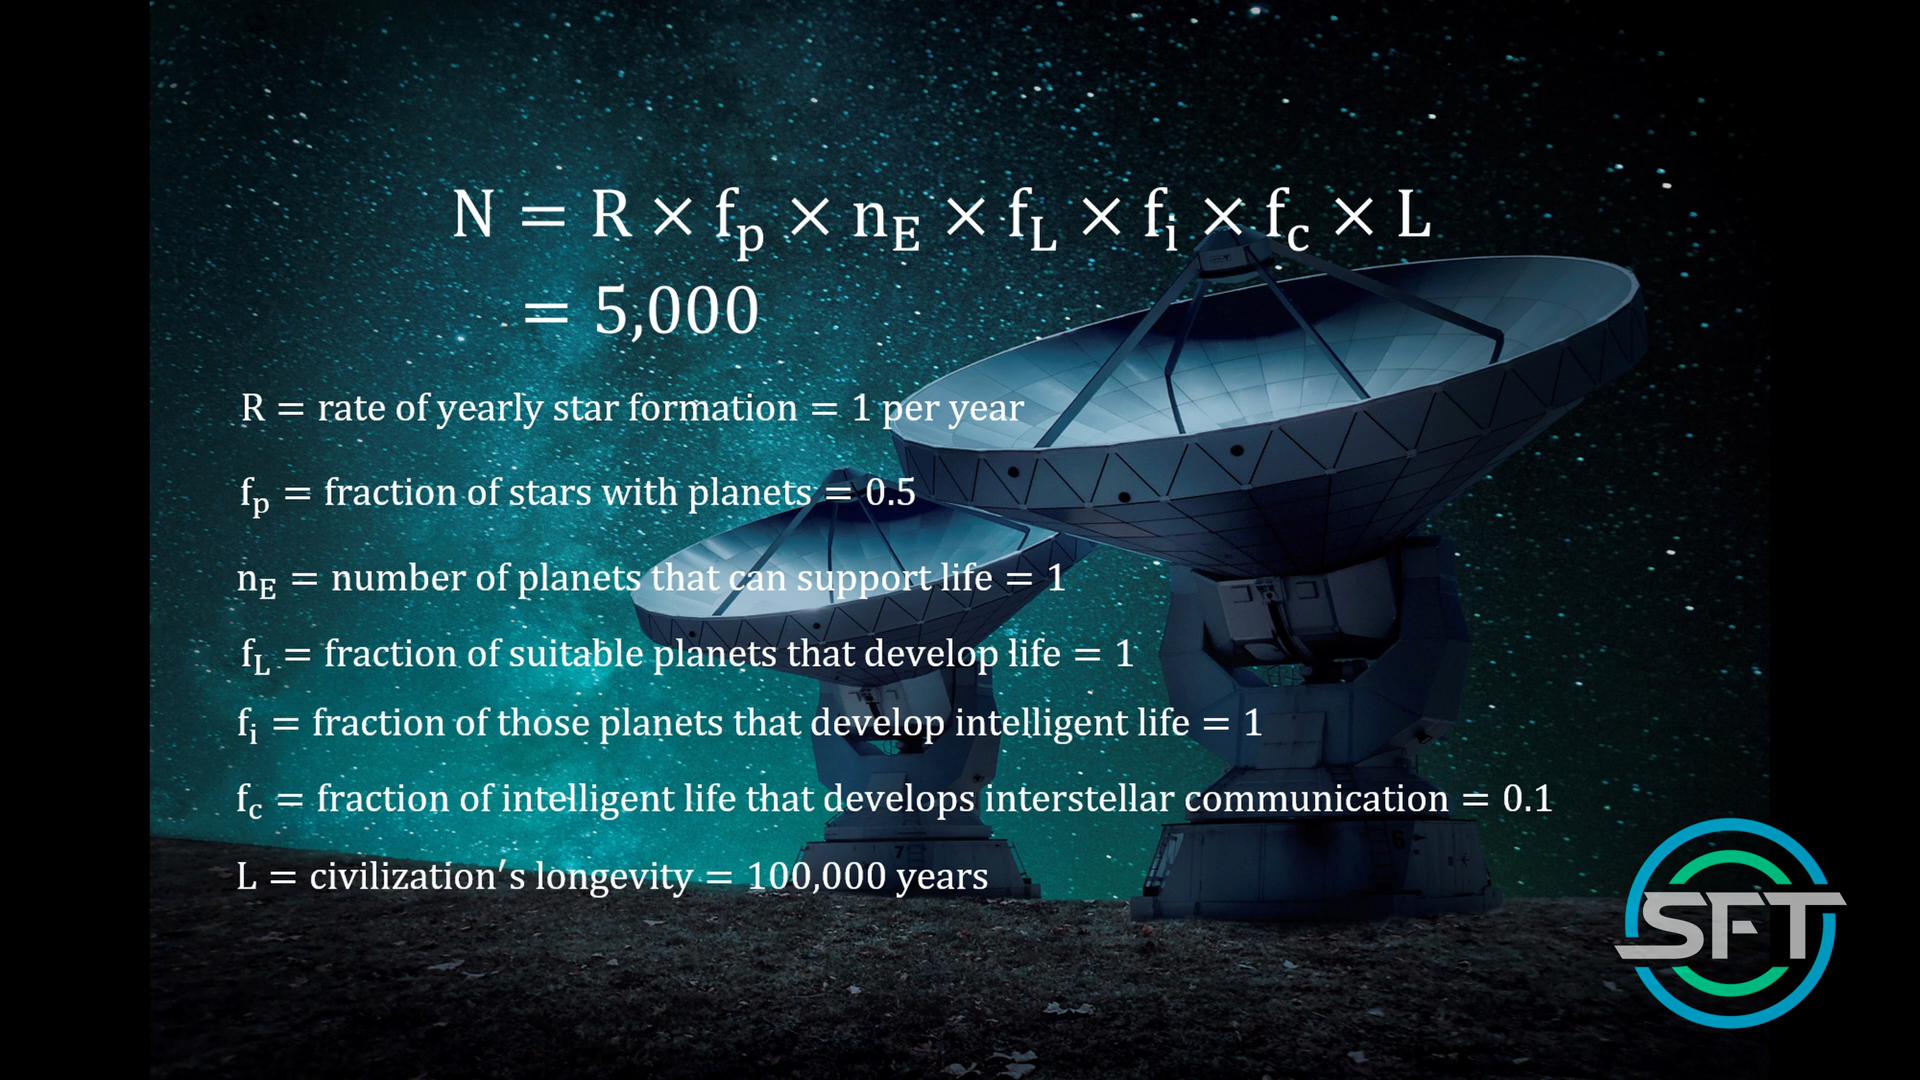 N = R × fp × nE × fL × fi × fc × L
= 5,000
R = rate of yearly star formation = 1 per year
fp = fraction of stars with planets = 0.5
nE = number of planets that can support life = 1
fL = fraction of suitable planets that develop life = 1
fi = fraction of those planets that develop intelligent life = 1
fc = fraction of intelligent life that develops interstellar communication = 0.1
7
6
L = civilization′s longevity = 100,000 years
SFT